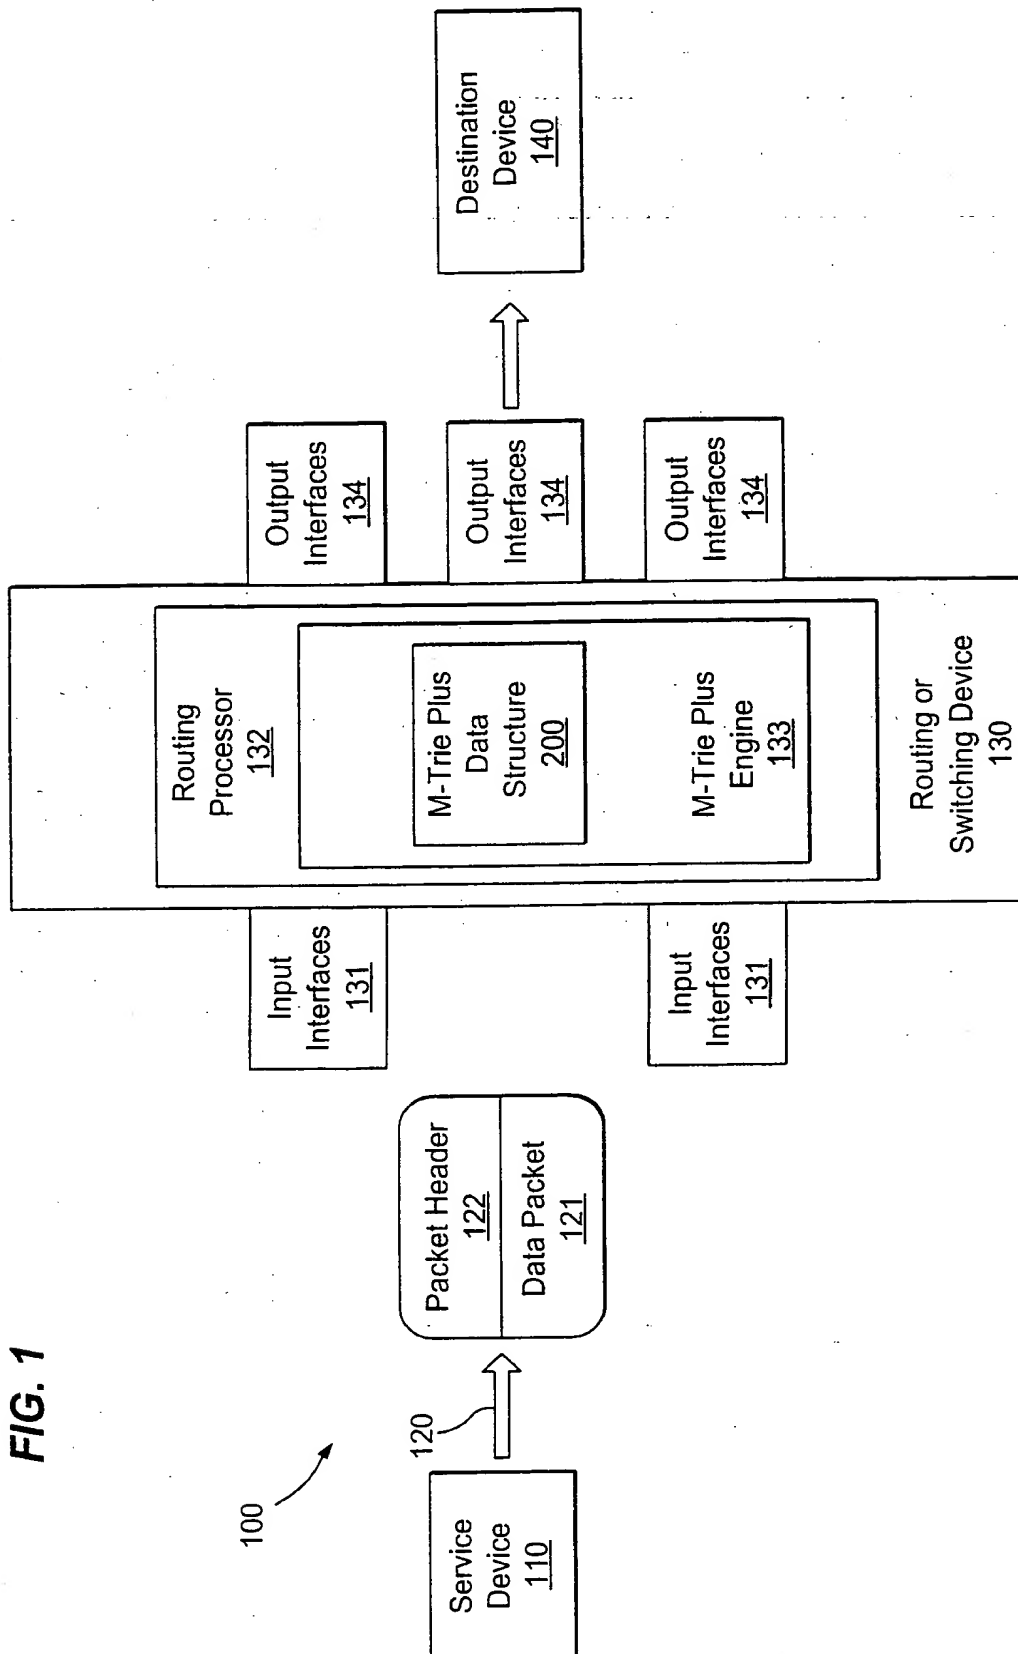 FIG. 1
100
Service
Device
110
120
Packet Header
122
Data Packet
121
Input
Interfaces
131
Input
Interfaces
131
Routing
Processor
132
M-Trie Plus
Data
Structure
200
M-Trie Plus
Engine
133
Routing or
Switching Device
130
Output
Interfaces
134
Output
Interfaces
134
Output
Interfaces
134
Destination
Device
140